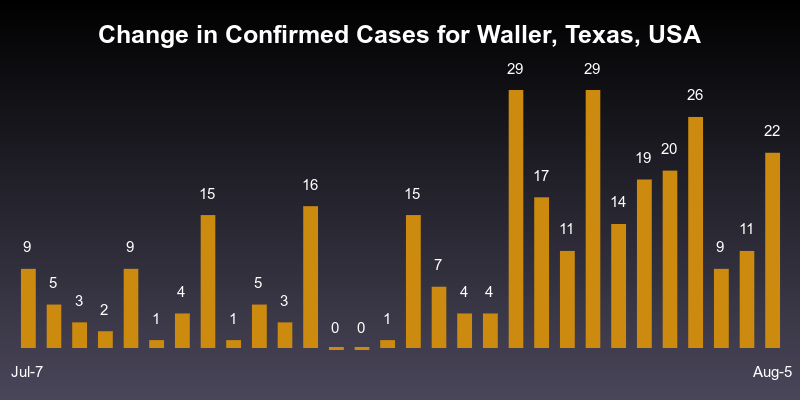 Change in Confirmed Cases for Waller, Texas, USA
9 5 3 2 9 1 4 15 1 5 3 16 0 0 1 15 7 4 4 29 17 11 29 14 19 20 26 9 11 22
Jul-7 Aug-5